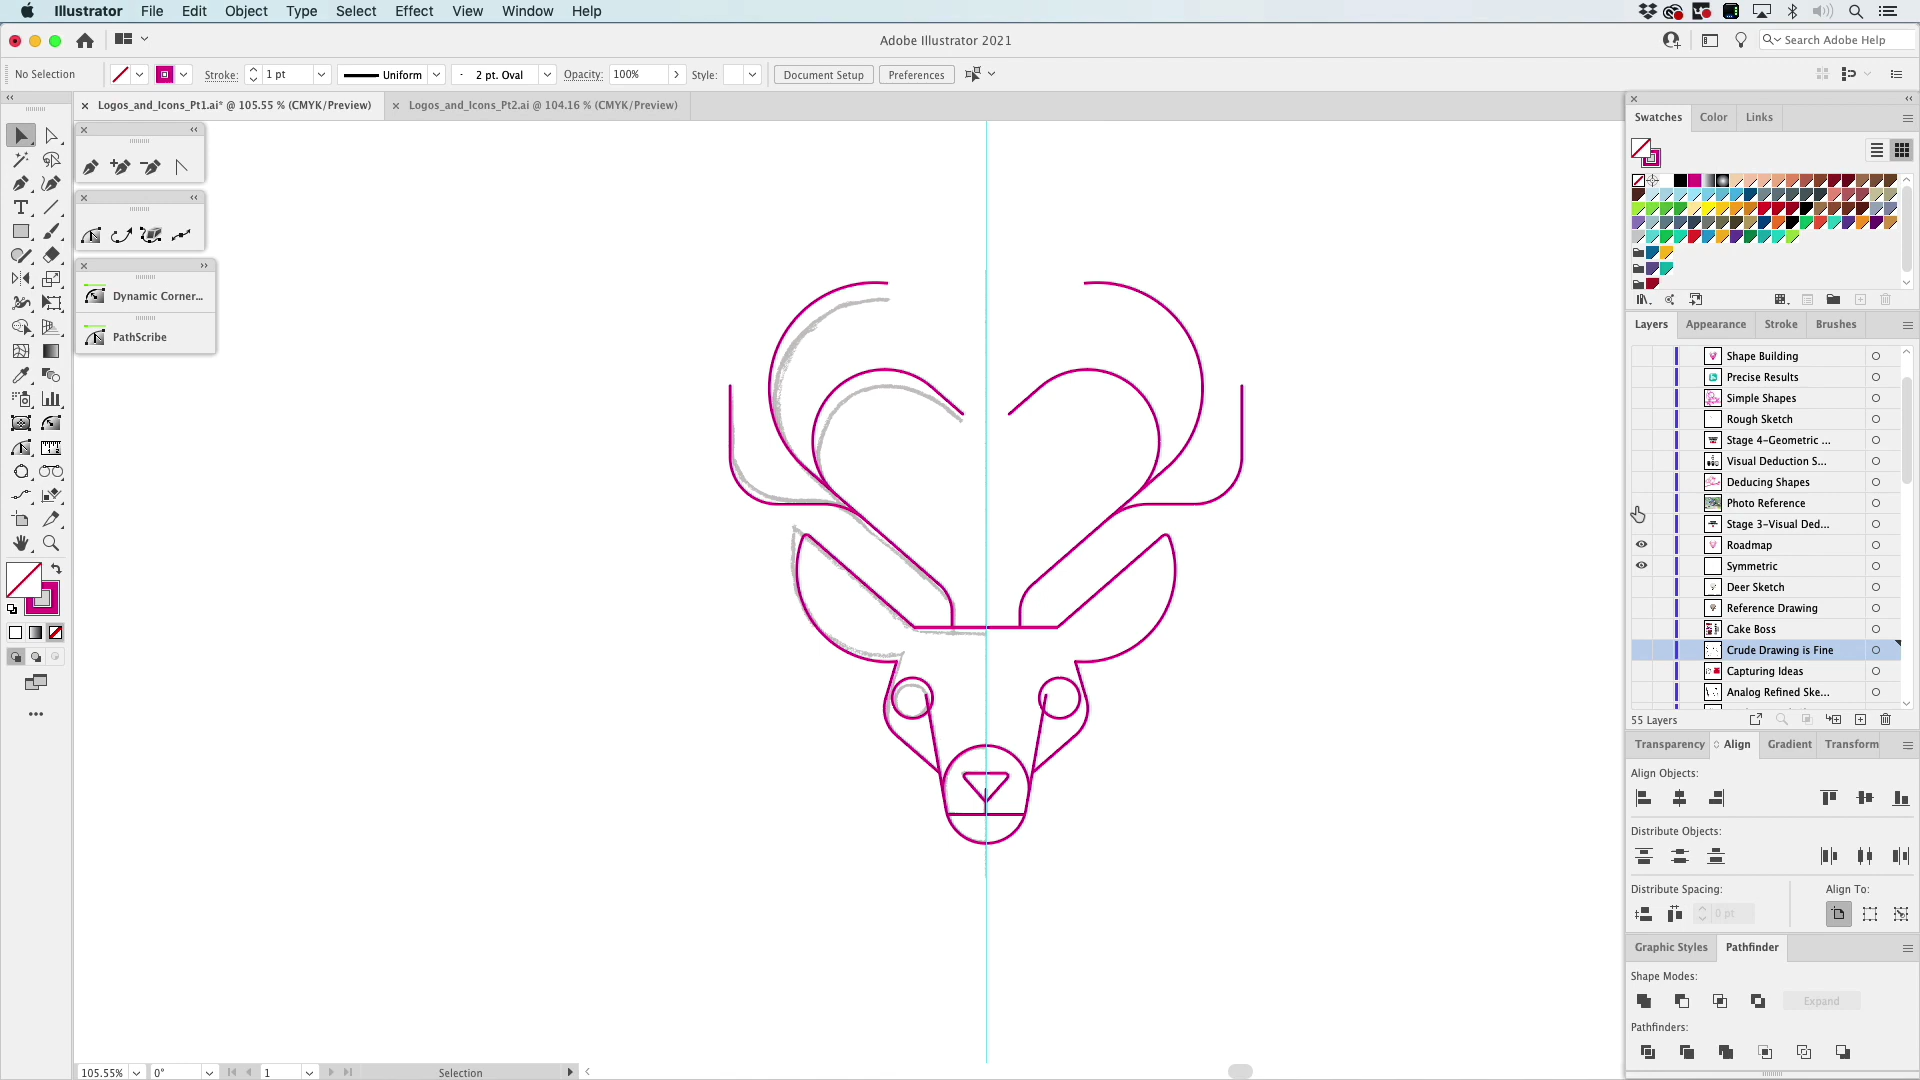 Illustrator File Edit Object Type Select Effect View Window Help
Adobe Illustrator 2021
Search Adobe Help
No Selection
Stroke:
1 pt
Uniform
2 pt. Oval
Opacity:
100%
Style:
Document Setup
Preferences
Logos_and_Icons_Pt1.ai* @ 105.55 % (CMYK/Preview)
Logos_and_Icons_Pt2.ai @ 104.16 % (CMYK/Preview)
Dynamic Corner...
PathScribe
Swatches Color Links
Layers Appearance Stroke Brushes
Shape Building
Precise Results
Simple Shapes
Rough Sketch
Stage 4-Geometric ...
Visual Deduction S...
Deducing Shapes
Photo Reference
Stage 3-Visual Ded...
Roadmap
Symmetric
Deer Sketch
Reference Drawing
Cake Boss
Crude Drawing is Fine
Capturing Ideas
Analog Refined Ske...
55 Layers
Transparency Align Gradient Transform
Align Objects:
Distribute Objects:
Distribute Spacing:
Align To:
0 pt
Graphic Styles Pathfinder
Shape Modes:
Expand
Pathfinders:
105.55%
0°
1
Selection